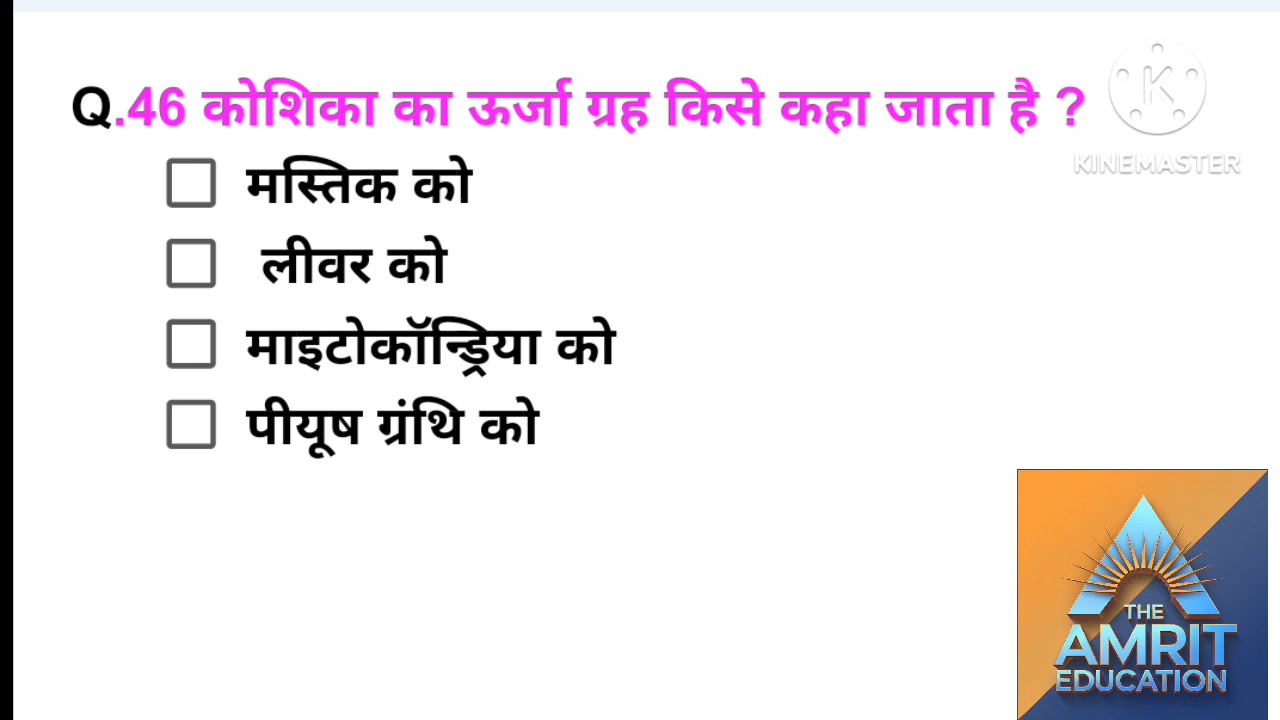 Q.46 कोशिका का ऊर्जा ग्रह किसे कहा जाता है ?
K
KINEMASTER
मस्तिक को
लीवर को
माइटोकॉन्ड्रिया को
पीयूष ग्रंथि को
THE
AMRIT
EDUCATION